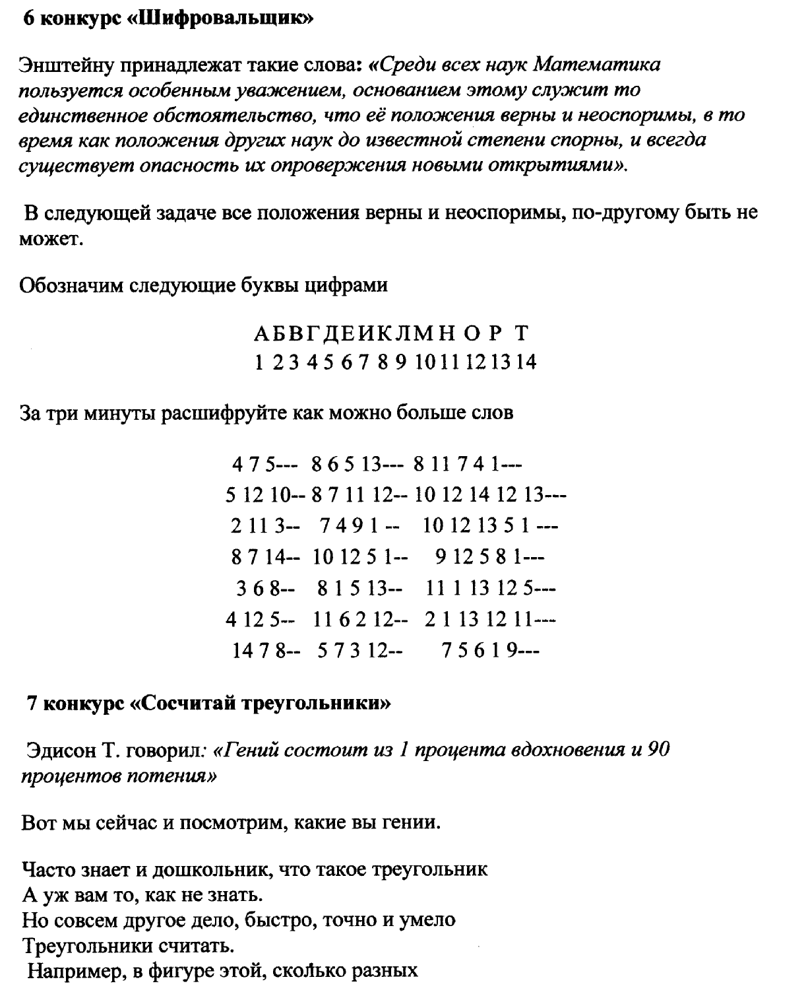 6 конкурс «Шифровальщик»
Энштейну принадлежат такие слова: «Среди всех наук Математика
пользуется особенным уважением, основанием этому служит то
единственное обстоятельство, что её положения верны и неоспоримы, в то
время как положения других наук до известной степени спорны, и всегда
существует опасность их опровержения новыми открытиями».
В следующей задаче все положения верны и неоспоримы, по-другому быть не
может.
Обозначим следующие буквы цифрами
А Б В Г Д Е И К Л М Н О Р Т
1 2 3 4 5 6 7 8 9 10 11 12 13 14
За три минуты расшифруйте как можно больше слов
4 7 5--- 8 6 5 13--- 8 11 7 4 1---
5 12 10-- 8 7 11 12-- 10 12 14 12 13---
2 11 3-- 7 4 9 1 -- 10 12 13 5 1 ---
8 7 14-- 10 12 5 1-- 9 12 5 8 1---
3 6 8-- 8 1 5 13-- 11 1 13 12 5---
4 12 5-- 11 6 2 12-- 2 1 13 12 11---
14 7 8-- 5 7 3 12-- 7 5 6 1 9---
7 конкурс «Сосчитай треугольники»
Эдисон Т. говорил: «Гений состоит из 1 процента вдохновения и 90
процентов потения»
Вот мы сейчас и посмотрим, какие вы гении.
Часто знает и дошкольник, что такое треугольник
А уж вам то, как не знать.
Но совсем другое дело, быстро, точно и умело
Треугольники считать.
Например, в фигуре этой, сколько разных